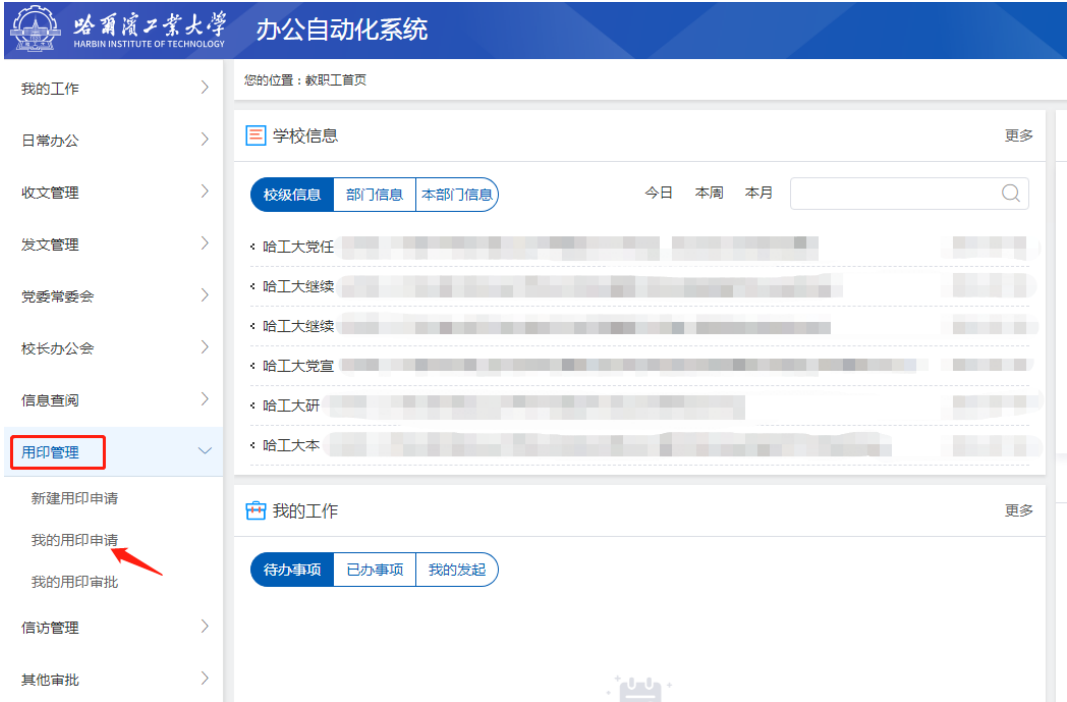 哈爾濱工業大學
HARBIN INSTITUTE OF TECHNOLOGY
办公自动化系统
我的工作
日常办公
收文管理
发文管理
党委常委会
校长办公会
信息查阅
用印管理
新建用印申请
我的用印申请
我的用印审批
信访管理
其他审批
您的位置：教职工首页
学校信息
更多
校级信息 部门信息 本部门信息 今日 本周 本月
哈工大党任
哈工大继续
哈工大继续
哈工大党宣
哈工大研
哈工大本
我的工作
更多
待办事项 已办事项 我的发起